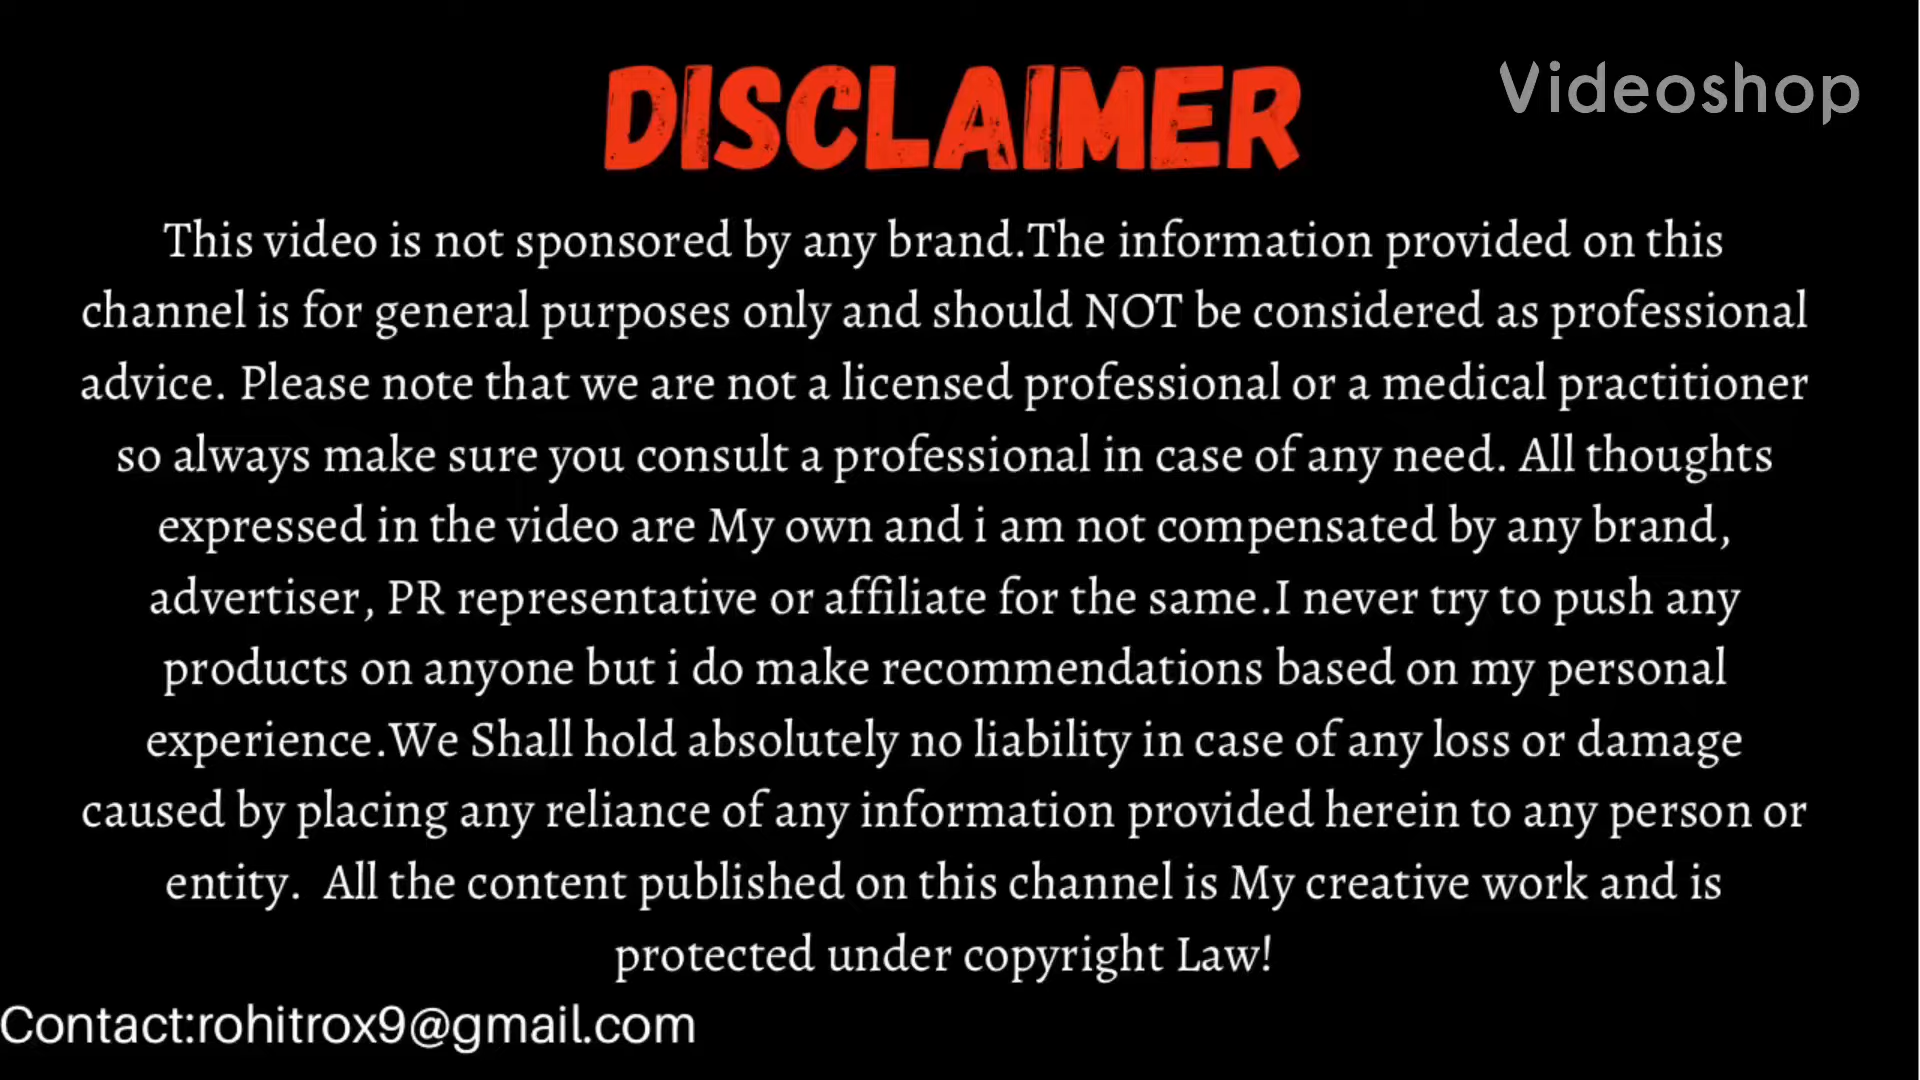 DISCLAIMER
Videoshop
This video is not sponsored by any brand.The information provided on this
channel is for general purposes only and should NOT be considered as professional
advice. Please note that we are not a licensed professional or a medical practitioner
so always make sure you consult a professional in case of any need. All thoughts
expressed in the video are My own and i am not compensated by any brand,
advertiser, PR representative or affiliate for the same.I never try to push any
products on anyone but i do make recommendations based on my personal
experience.We Shall hold absolutely no liability in case of any loss or damage
caused by placing any reliance of any information provided herein to any person or
entity.  All the content published on this channel is My creative work and is
protected under copyright Law!
Contact:rohitrox9@gmail.com